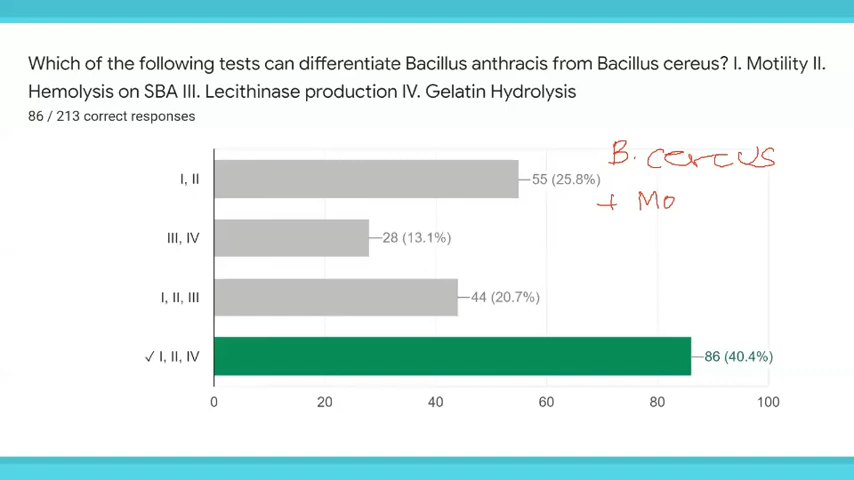 Which of the following tests can differentiate Bacillus anthracis from Bacillus cereus? I. Motility II.
Hemolysis on SBA III. Lecithinase production IV. Gelatin Hydrolysis
86 / 213 correct responses
B. cereus
I, II
55 (25.8%)
+ Mo
III, IV
28 (13.1%)
I, II, III
44 (20.7%)
✓ I, II, IV
86 (40.4%)
0 20 40 60 80 100